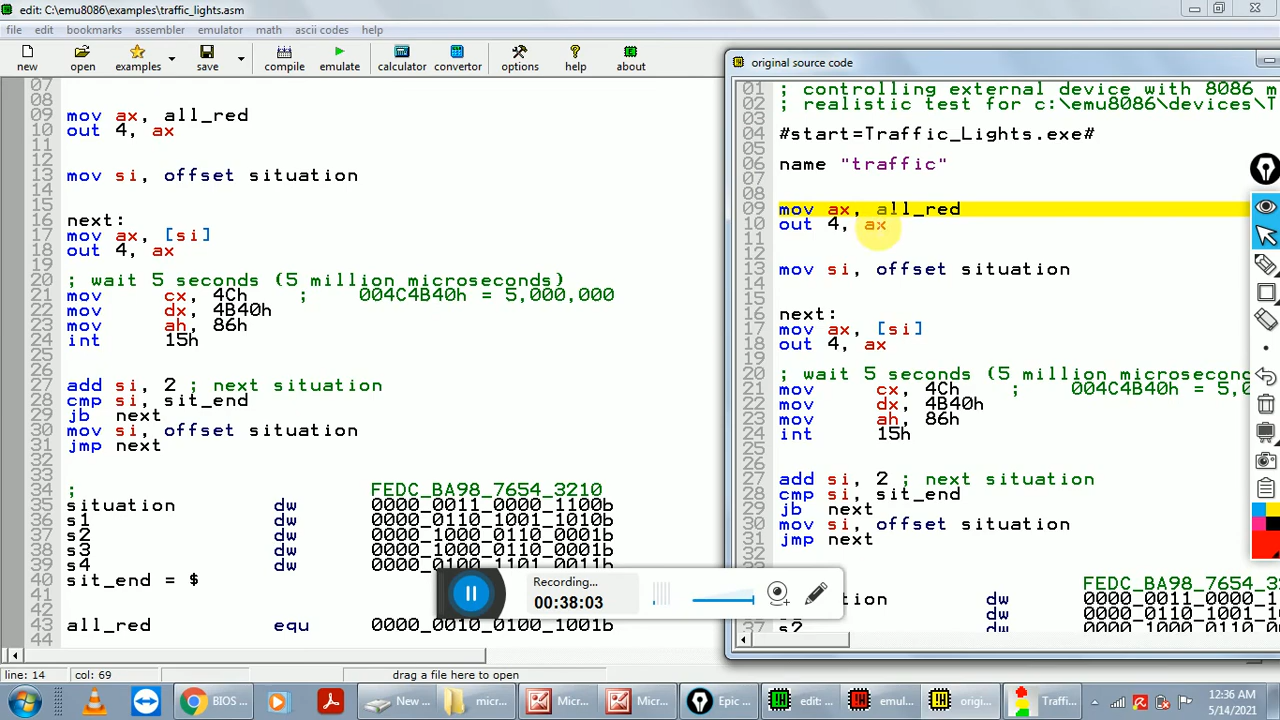 edit: C:\emu8086\examples\traffic_lights.asm
file edit bookmarks assembler emulator math ascii codes help
new open examples save compile emulate calculator convertor options help about
07
08
09 mov ax, all_red
10 out 4, ax
11
12
13 mov si, offset situation
14
15
16 next:
17 mov ax, [si]
18 out 4, ax
19
20 ; wait 5 seconds (5 million microseconds)
21 mov cx, 4Ch ; 004C4B40h = 5,000,000
22 mov dx, 4B40h
23 mov ah, 86h
24 int 15h
25
26
27 add si, 2 ; next situation
28 cmp si, sit_end
29 jb next
30 mov si, offset situation
31 jmp next
32
33
34 ; FEDC_BA98_7654_3210
35 situation dw 0000_0011_0000_1100b
36 s1 dw 0000_0110_1001_1010b
37 s2 dw 0000_1000_0110_0001b
38 s3 dw 0000_1000_0110_0001b
39 s4 dw 0000_0100_1101_0011b
40 sit_end = $
41
42
43 all_red equ 0000_0010_0100_1001b
44
line: 14 col: 69 drag a file here to open
original source code
01 ; controlling external device with 8086 m
02 ; realistic test for c:\emu8086\devices\T
03
04 #start=Traffic_Lights.exe#
05
06 name "traffic"
07
08
09 mov ax, all_red
10 out 4, ax
11
12
13 mov si, offset situation
14
15
16 next:
17 mov ax, [si]
18 out 4, ax
19
20 ; wait 5 seconds (5 million microsecon
21 mov cx, 4Ch ; 004C4B40h = 5,0
22 mov dx, 4B40h
23 mov ah, 86h
24 int 15h
25
26
27 add si, 2 ; next situation
28 cmp si, sit_end
29 jb next
30 mov si, offset situation
31 jmp next
32
FEDC_BA98_765
ation dw 0000_0011_0000_1
dw 0000_0110_1001_1
37 s2 dw 0000_1000_0110_0
Recording...
00:38:03
BIOS ... New ... micr... Micr... Micr... Epic ... edit: ... emul... origi... Traffi...
12:36 AM
5/14/2021